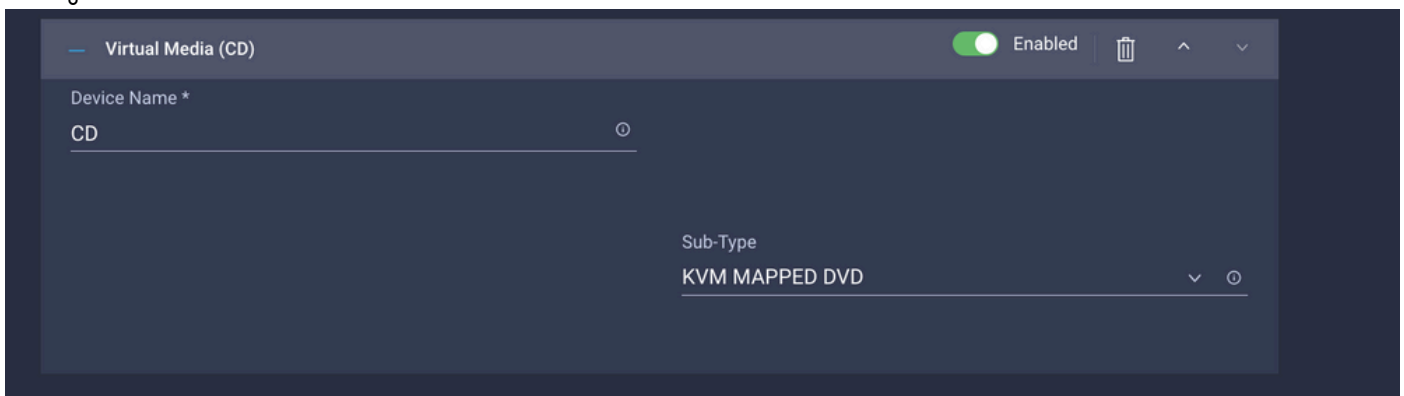 Virtual Media (CD)
Enabled
Device Name *
CD
Sub-Type
KVM MAPPED DVD